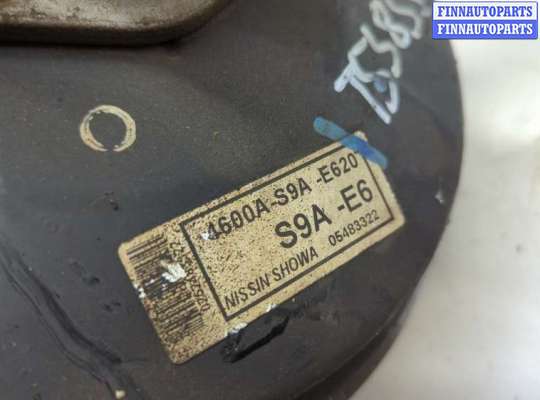 FINNAUTOPARTS
FINNAUTOPARTS
4600A-S9A -E620
S9A -E6
NISSIN SHOWA 05483322